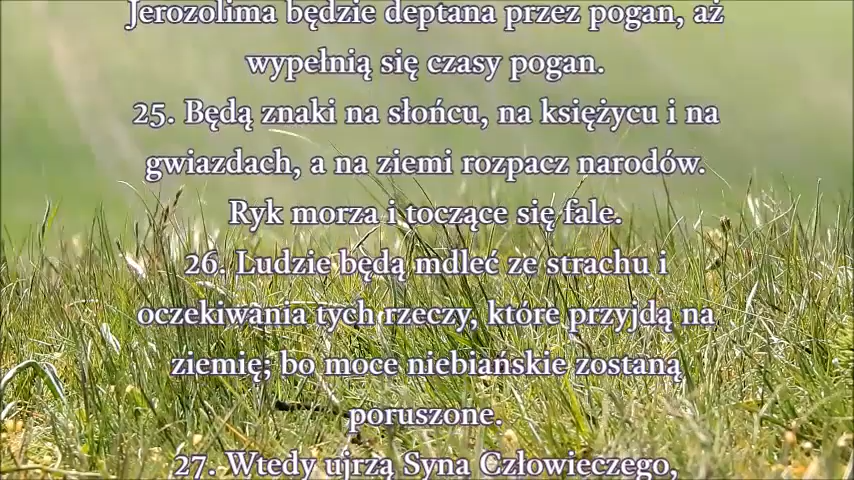 Jerozolima będzie deptana przez pogan, aż
wypełnią się czasy pogan.
25. Będą znaki na słońcu, na księżycu i na
gwiazdach, a na ziemi rozpacz narodów.
Ryk morza i toczące się fale.
26. Ludzie będą mdleć ze strachu i
oczekiwania tych rzeczy, które przyjdą na
ziemię; bo moce niebiańskie zostaną
poruszone.
27. Wtedy ujrzą Syna Człowieczego,